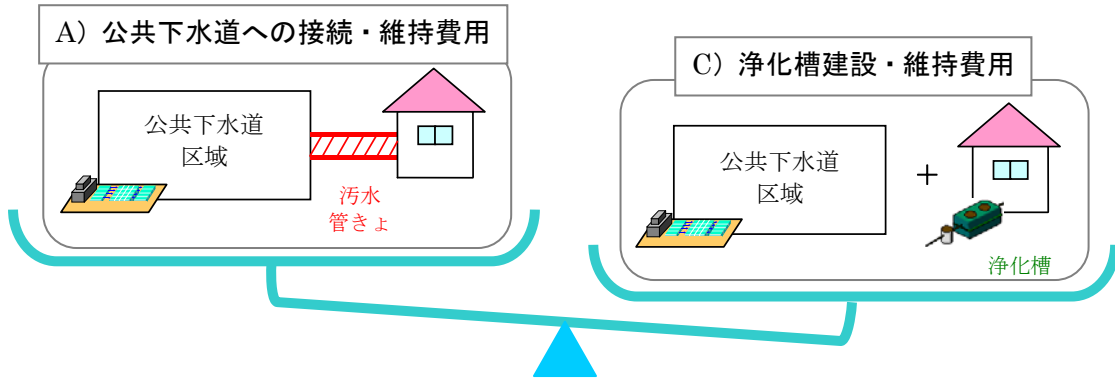 A）公共下水道への接続・維持費用
公共下水道
区域
汚水
管きょ
C）浄化槽建設・維持費用
公共下水道
区域
+
浄化槽